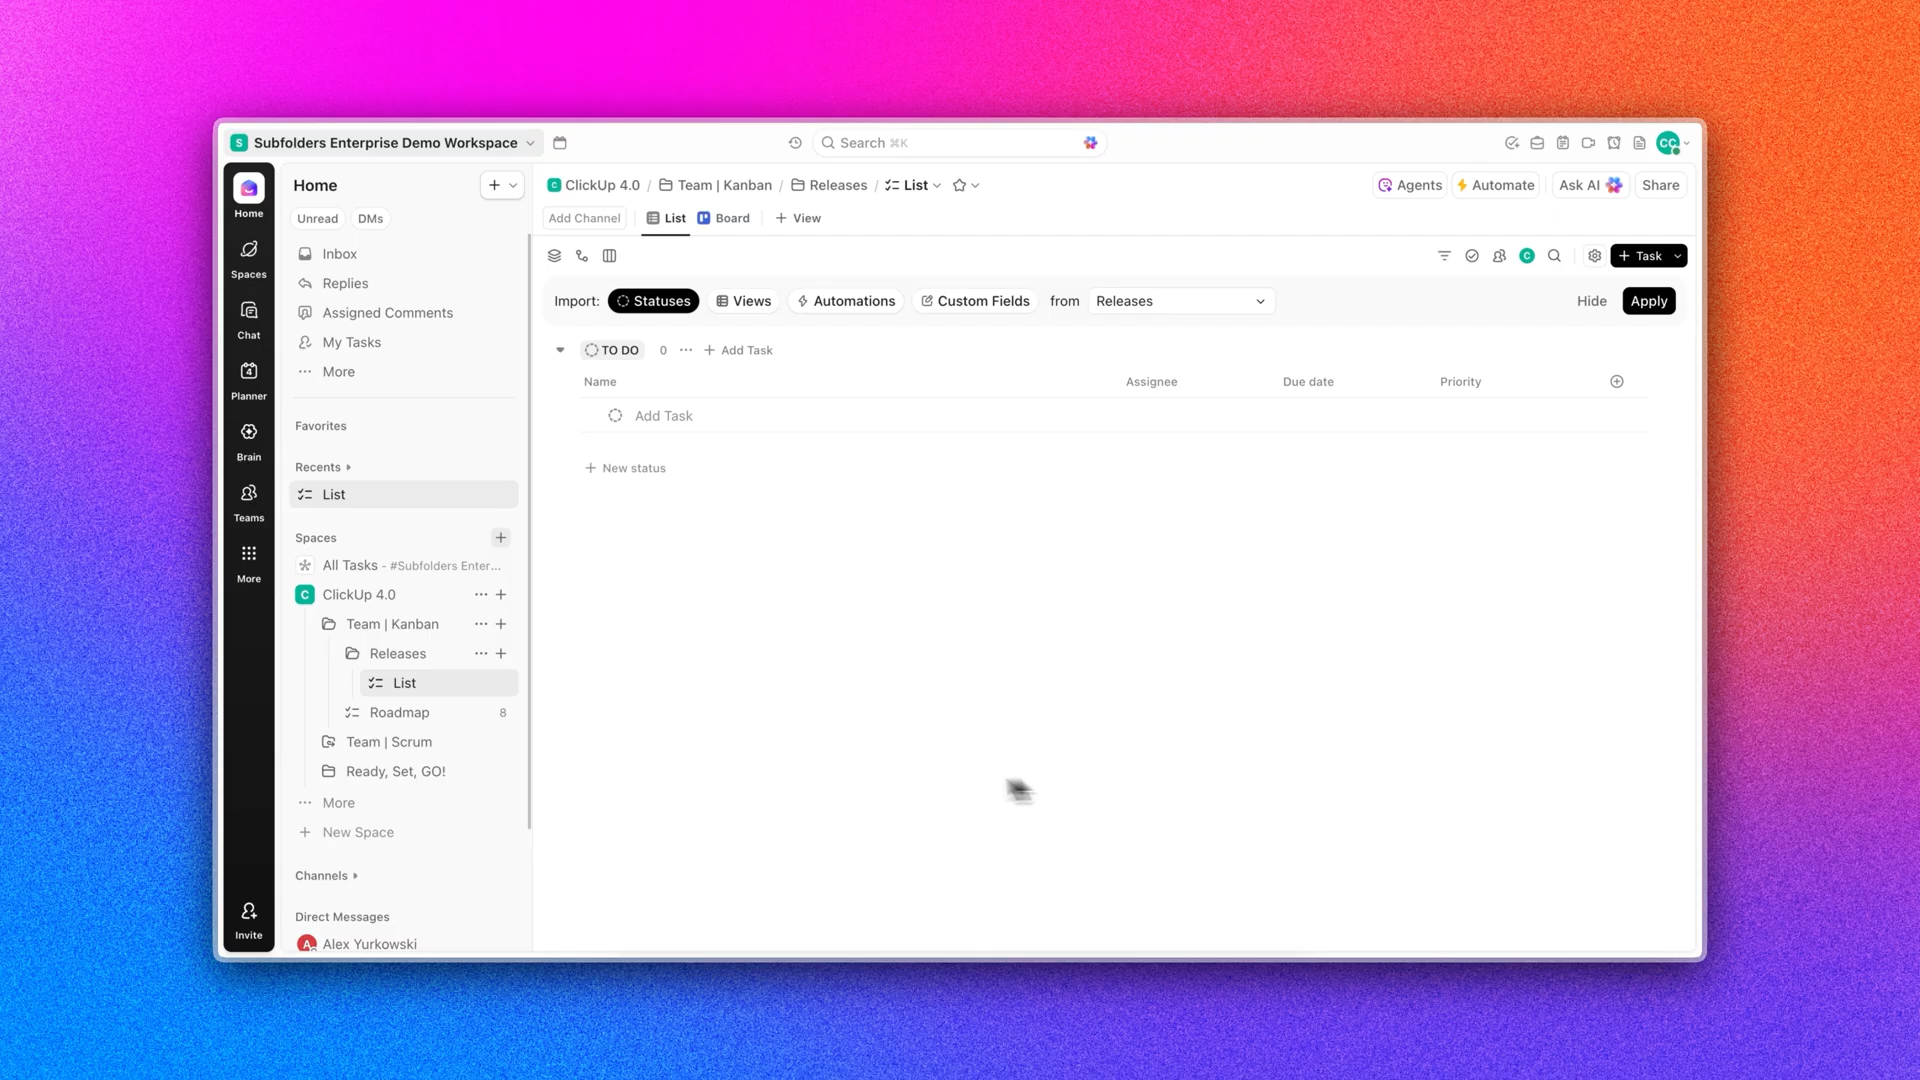 S Subfolders Enterprise Demo Workspace
Search ⌘K
CC
Home
Spaces
Chat
4
Planner
Brain
Teams
More
Invite
Home
Unread DMs
Inbox
Replies
Assigned Comments
My Tasks
More
Favorites
Recents
List
Spaces
All Tasks - #Subfolders Enter...
C ClickUp 4.0
Team | Kanban
Releases
List
Roadmap 8
Team | Scrum
Ready, Set, GO!
More
New Space
Channels
Direct Messages
A Alex Yurkowski
C ClickUp 4.0 / Team | Kanban / Releases / List
Agents Automate Ask AI Share
Add Channel List Board + View
C
+ Task
Import: Statuses Views Automations Custom Fields from Releases Hide Apply
TO DO 0 ... + Add Task
Name Assignee Due date Priority
Add Task
+ New status